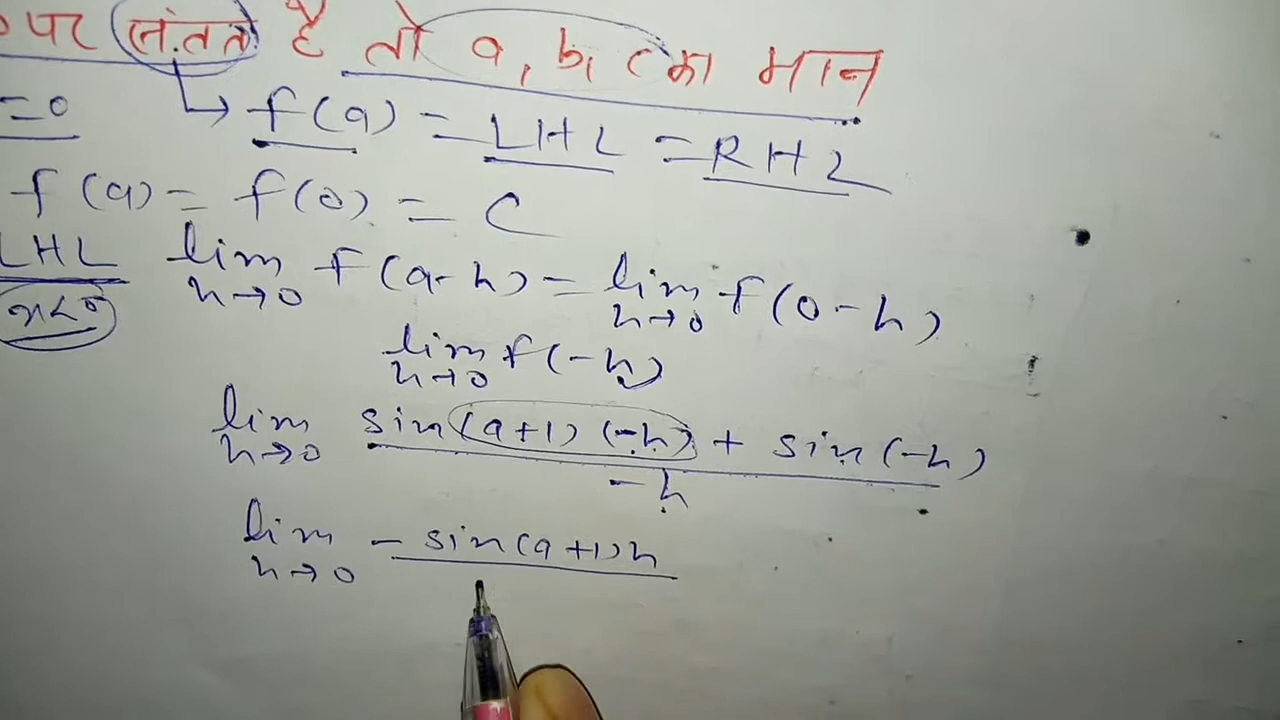 पर संतत है तो a, b, c का मान
=0 → f(a) = LHL = RHL
f(a) = f(0) = C
LHL lim h→0 f(a-h) = lim h→0 f(0-h)
x<0
lim h→0 f(-h)
lim h→0 sin(a+1)(-h) + sin(-h) / -h
lim h→0 - sin(a+1)h